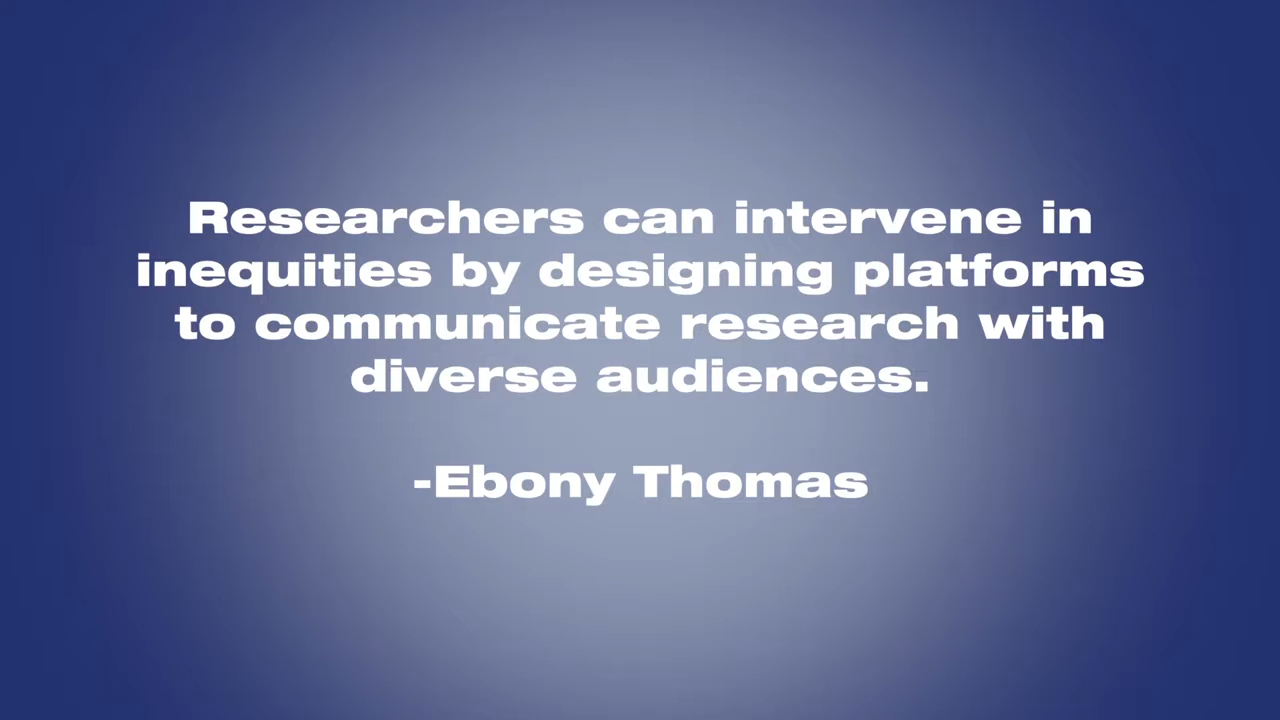 Researchers can intervene in
inequities by designing platforms
to communicate research with
diverse audiences.
-Ebony Thomas